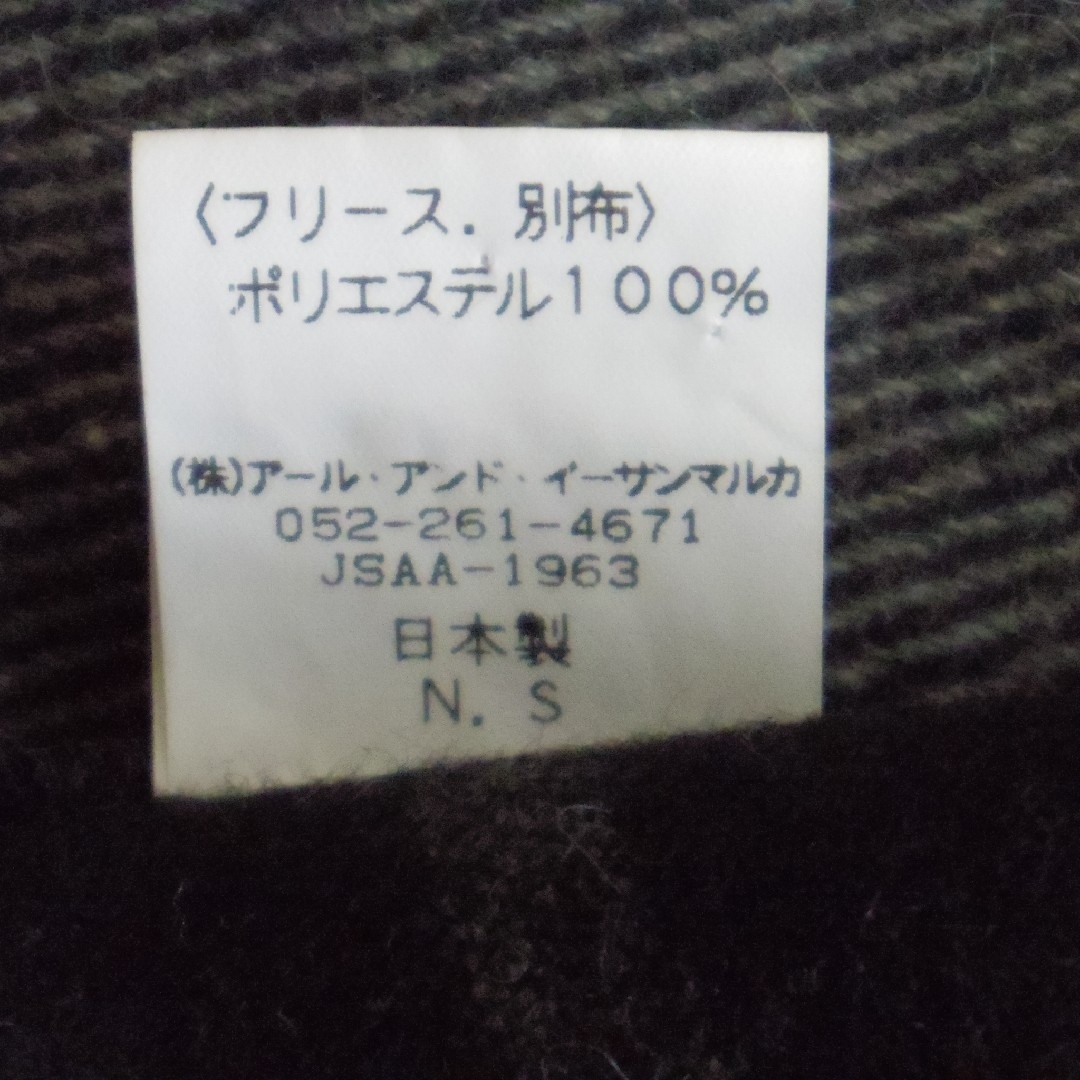 〈フリース．別布〉
ポリエステル１００％
(株)アール・アンド・イーサンマルカ
052-261-4671
JSAA-1963
日本製
N. S